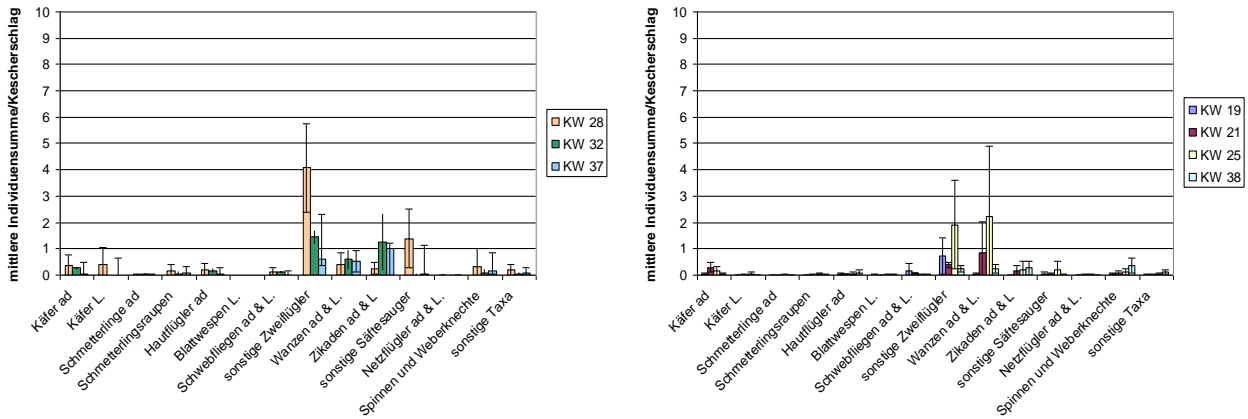 mittlere Individuensumme/Kescherschlag
10
9
8
7
6
5
4
3
2
1
0
Käfer ad
Käfer L.
Schmetterlinge ad
Schmetterlingsraupen
Hautflügler ad
Blattwespen L.
Schwebfliegen ad & L.
sonstige Zweiflügler
Wanzen ad & L.
Zikaden ad & L
sonstige Säftesauger
Netzflügler ad & L.
Spinnen und Weberknechte
sonstige Taxa
KW 28
KW 32
KW 37
mittlere Individuensumme/Kescherschlag
10
9
8
7
6
5
4
3
2
1
0
Käfer ad
Käfer L.
Schmetterlinge ad
Schmetterlingsraupen
Hautflügler ad
Blattwespen L.
Schwebfliegen ad & L.
sonstige Zweiflügler
Wanzen ad & L.
Zikaden ad & L
sonstige Säftesauger
Netzflügler ad & L.
Spinnen und Weberknechte
sonstige Taxa
KW 19
KW 21
KW 25
KW 38